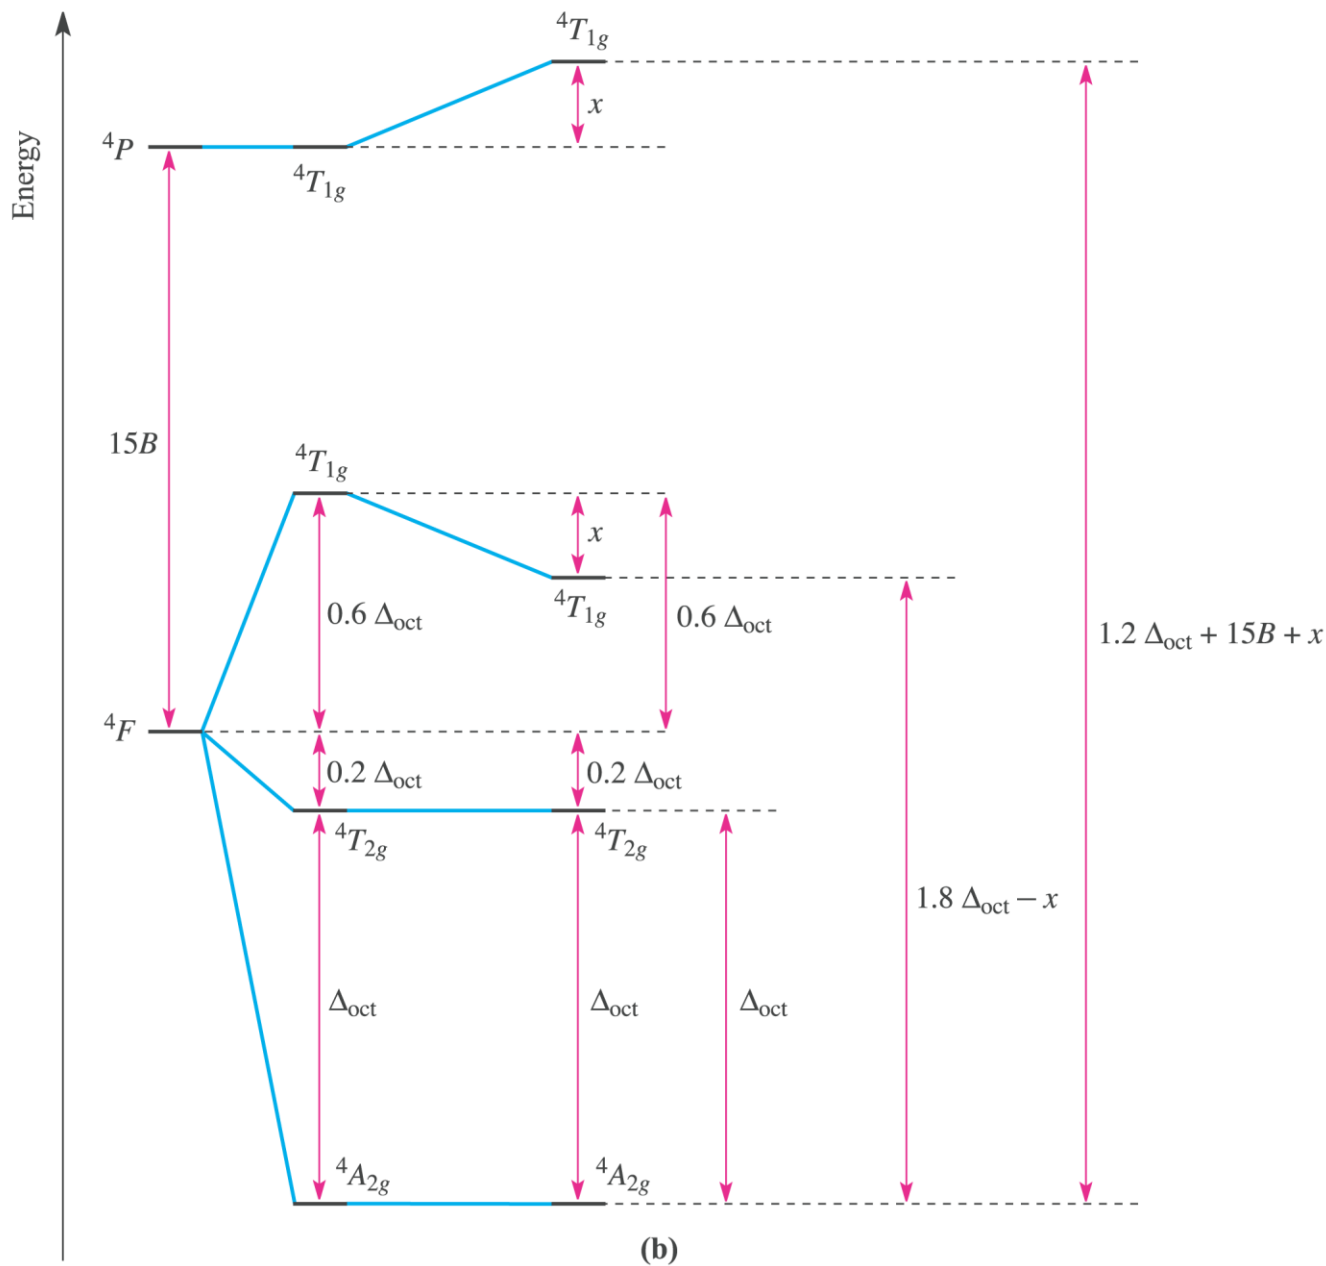 ⁴T₁g
x
⁴P
⁴T₁g
Energy
15B
⁴T₁g
x
⁴T₁g
0.6 Δoct
0.6 Δoct
1.2 Δoct + 15B + x
⁴F
0.2 Δoct
0.2 Δoct
⁴T₂g
⁴T₂g
1.8 Δoct − x
Δoct
Δoct
Δoct
⁴A₂g
⁴A₂g
(b)